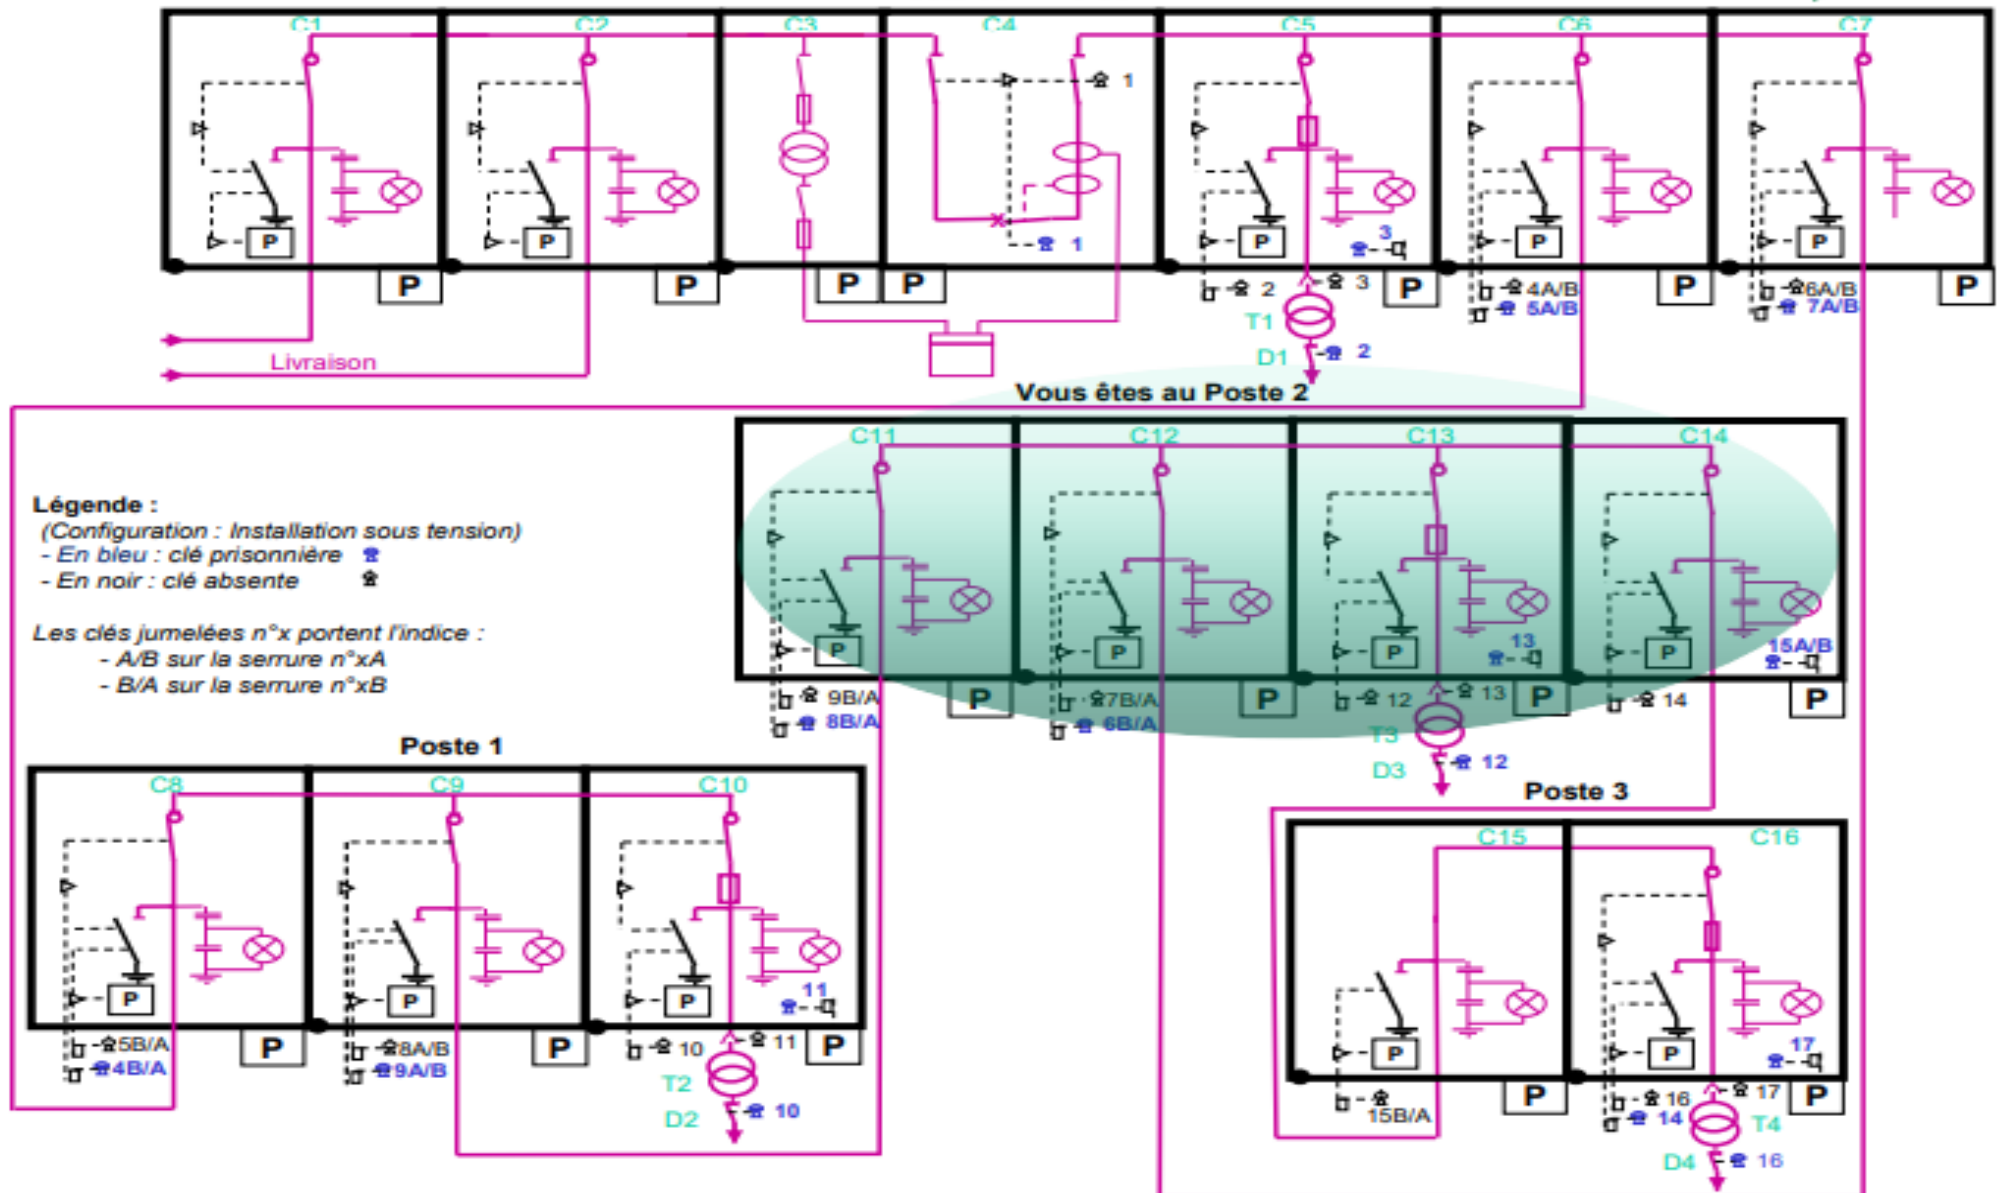 C1 C2 C3 C4 C5 C6 C7
1
P P 1 P 3 P P
P P P P 2 3 P 4A/B P 6A/B P
5A/B 7A/B
T1
Livraison
D1 2
Vous êtes au Poste 2
C11 C12 C13 C14
Légende :
(Configuration : Installation sous tension)
- En bleu : clé prisonnière
- En noir : clé absente
Les clés jumelées n°x portent l'indice :
- A/B sur la serrure n°xA
- B/A sur la serrure n°xB
P P P 13 P 15A/B
9B/A P 7B/A P 12 13 P 14 P
8B/A 6B/A
T3
D3 12
Poste 1
C8 C9 C10
P P P 11
5B/A P 8A/B P 10 11 P
4B/A 9A/B
T2
D2 10
Poste 3
C15 C16
P P 17
15B/A P 16 17 P
14 T4
D4 16